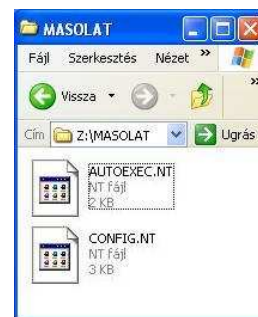 MASOLAT
Fájl Szerkesztés Nézet »
Vissza »
Cím Z:\MASOLAT Ugrás
AUTOEXEC.NT
NT fájl
2 KB
CONFIG.NT
NT fájl
3 KB